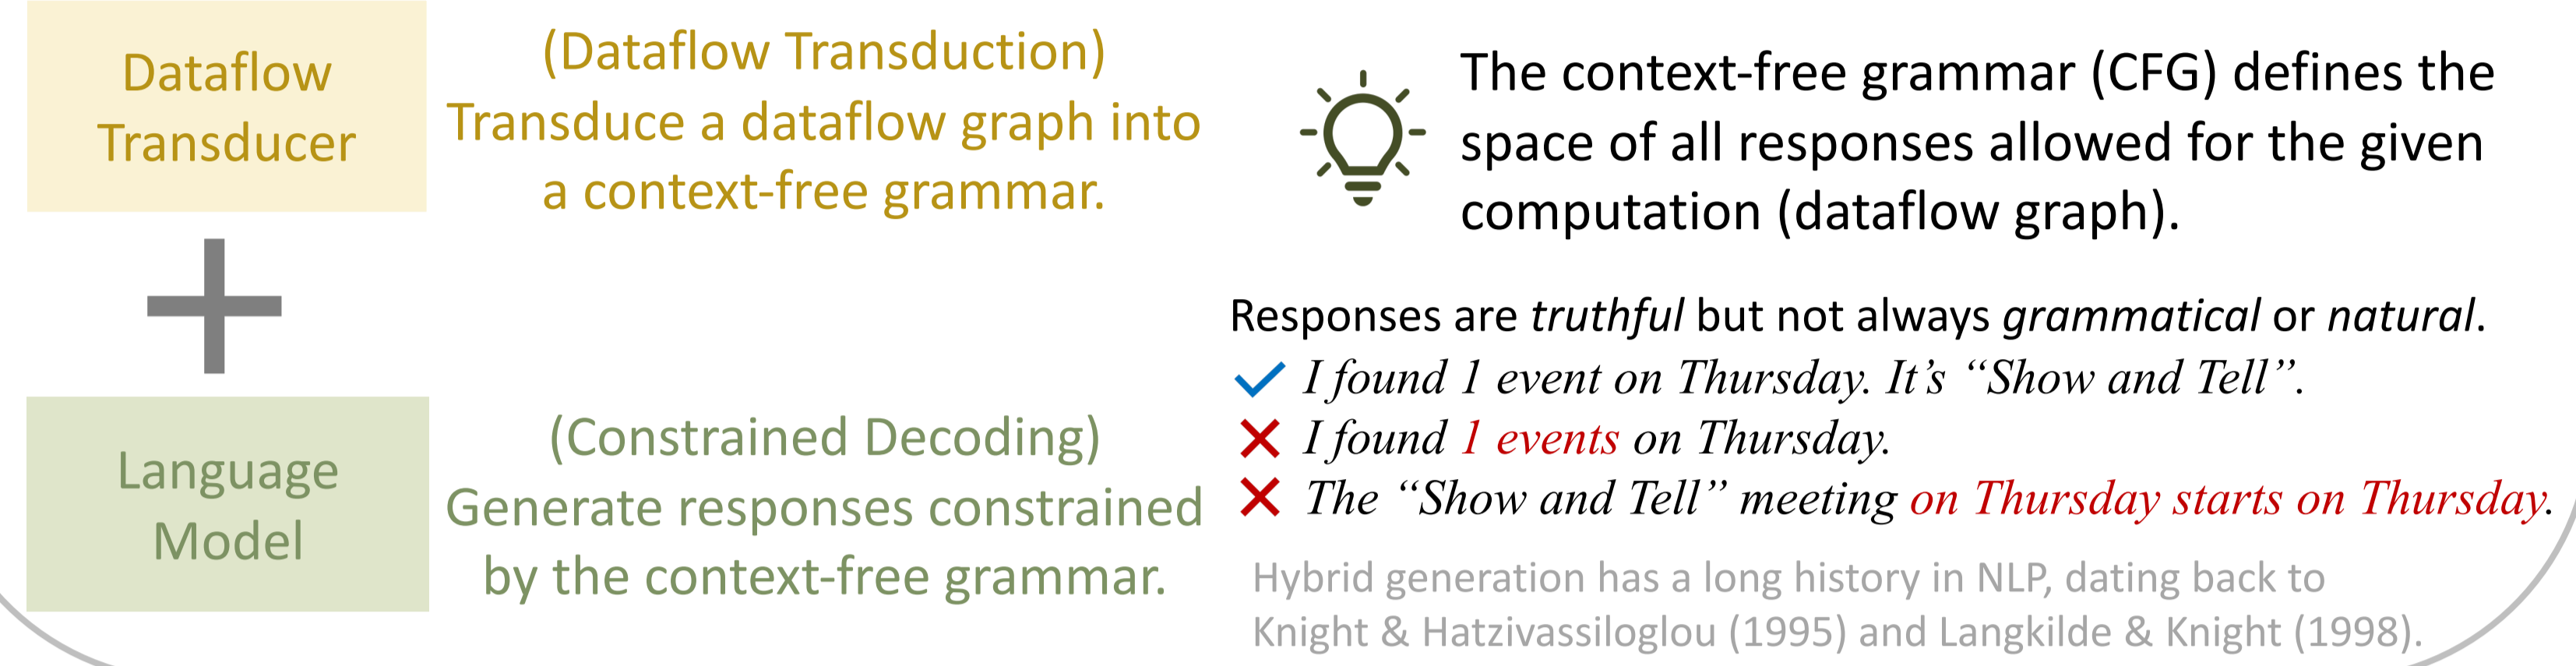 Dataflow
Transducer
(Dataflow Transduction)
Transduce a dataflow graph into
a context-free grammar.
The context-free grammar (CFG) defines the
space of all responses allowed for the given
computation (dataflow graph).
Language
Model
(Constrained Decoding)
Generate responses constrained
by the context-free grammar.
Responses are truthful but not always grammatical or natural.
I found 1 event on Thursday. It’s “Show and Tell”.
I found 1 events on Thursday.
The “Show and Tell” meeting on Thursday starts on Thursday.
Hybrid generation has a long history in NLP, dating back to
Knight & Hatzivassiloglou (1995) and Langkilde & Knight (1998).